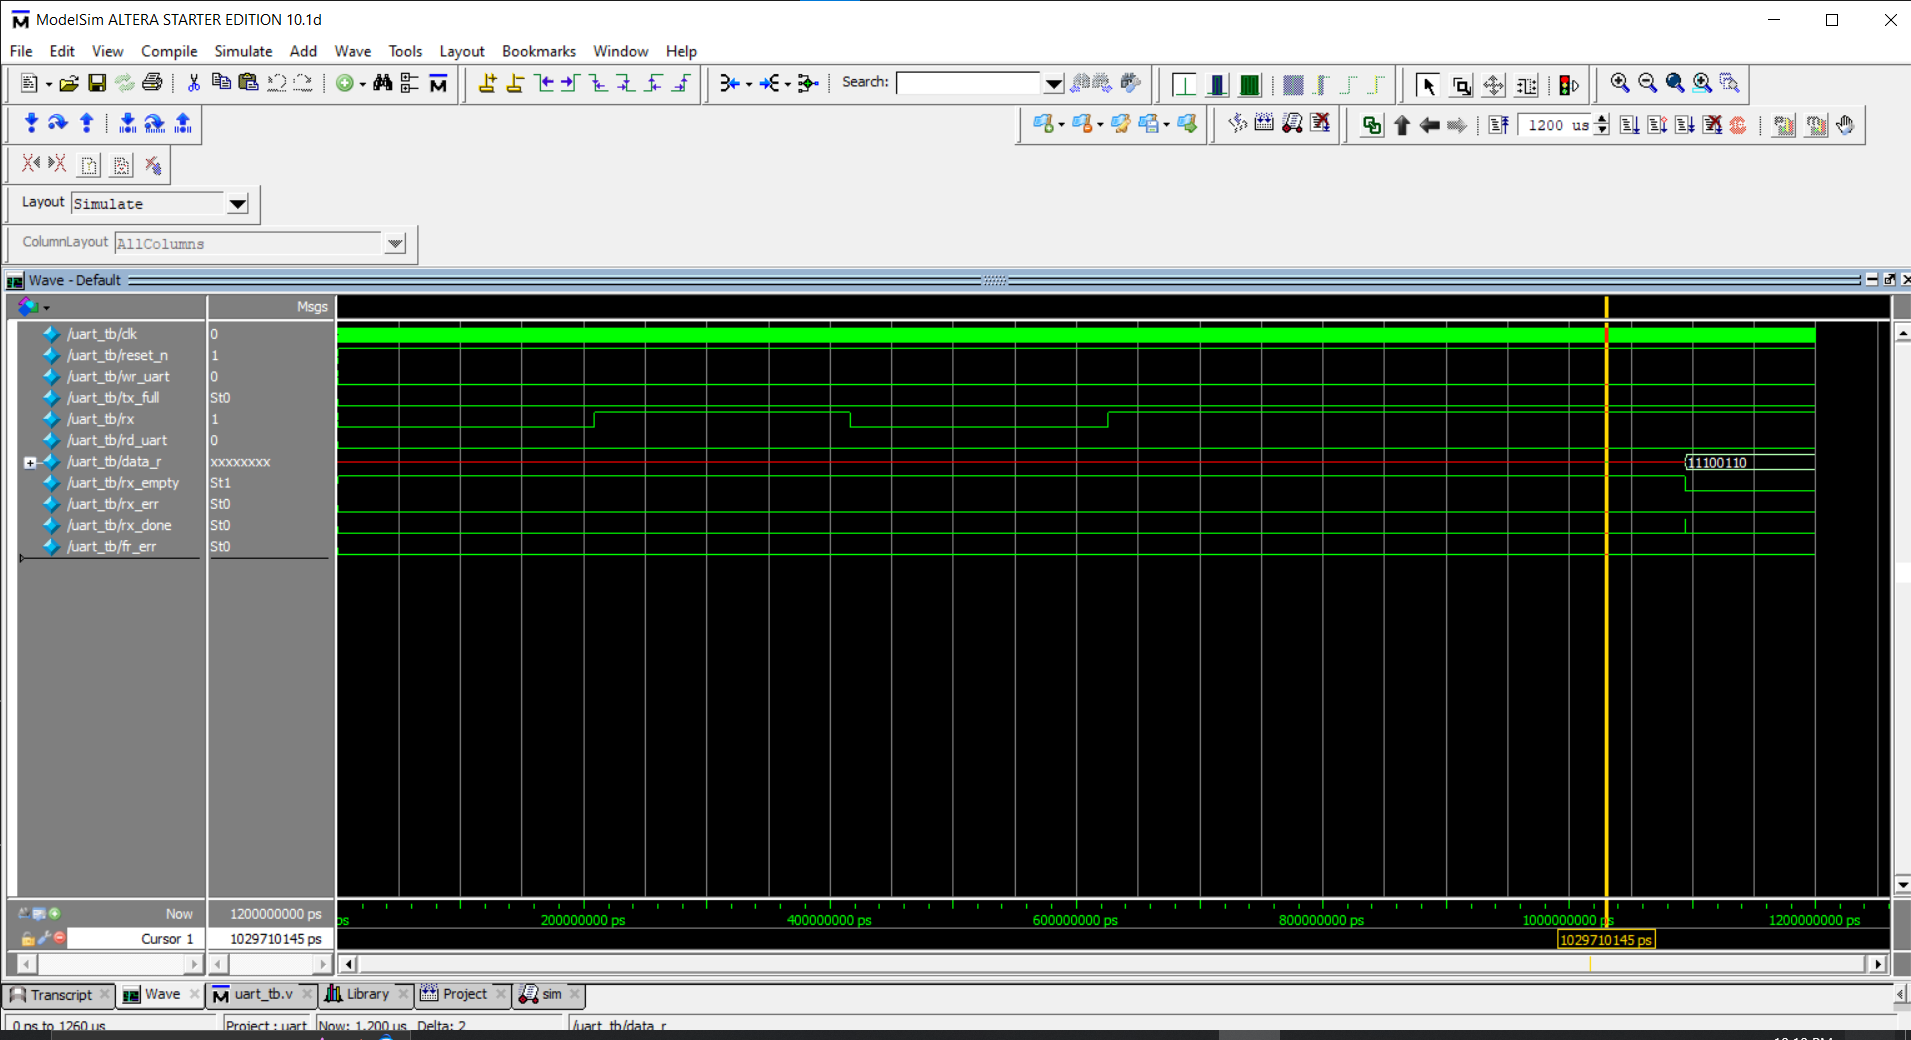 ModelSim ALTERA STARTER EDITION 10.1d
File Edit View Compile Simulate Add Wave Tools Layout Bookmarks Window Help
Search:
1200 us
Layout Simulate
ColumnLayout AllColumns
Wave - Default
Msgs
/uart_tb/clk 0
/uart_tb/reset_n 1
/uart_tb/wr_uart 0
/uart_tb/tx_full St0
/uart_tb/rx 1
/uart_tb/rd_uart 0
/uart_tb/data_r xxxxxxxx 11100110
/uart_tb/rx_empty St1
/uart_tb/rx_err St0
/uart_tb/rx_done St0
/uart_tb/fr_err St0
Now 1200000000 ps ps 200000000 ps 400000000 ps 600000000 ps 800000000 ps 1000000000 ps 1200000000 ps
Cursor 1 1029710145 ps 1029710145 ps
Transcript Wave uart_tb.v Library Project sim
0 ps to 1260 us Project : uart Now: 1,200 us Delta: 2 /uart_tb/data_r